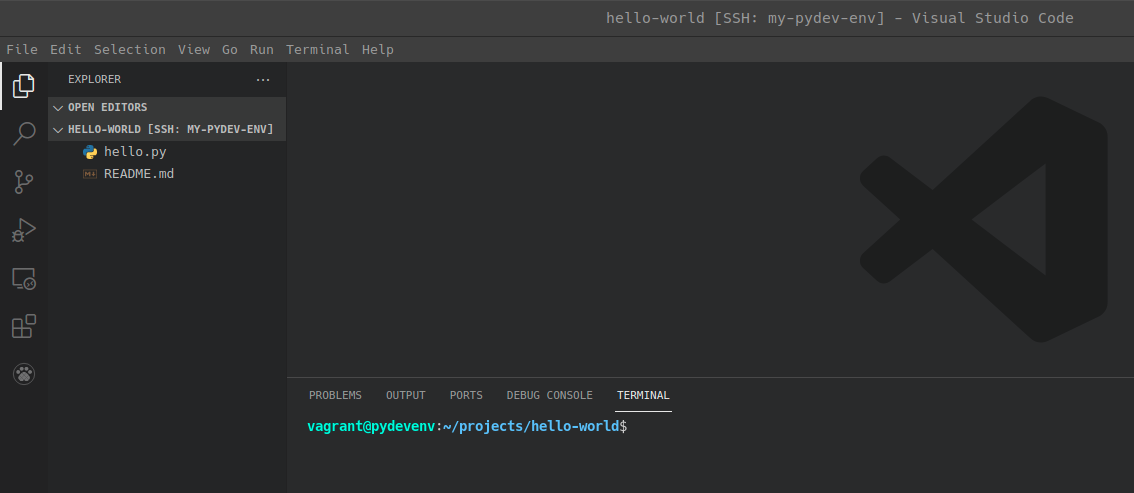 hello-world [SSH: my-pydev-env] - Visual Studio Code
File Edit Selection View Go Run Terminal Help
EXPLORER ···
OPEN EDITORS
HELLO-WORLD [SSH: MY-PYDEV-ENV]
hello.py
README.md
PROBLEMS OUTPUT PORTS DEBUG CONSOLE TERMINAL
vagrant@pydevenv:~/projects/hello-world$